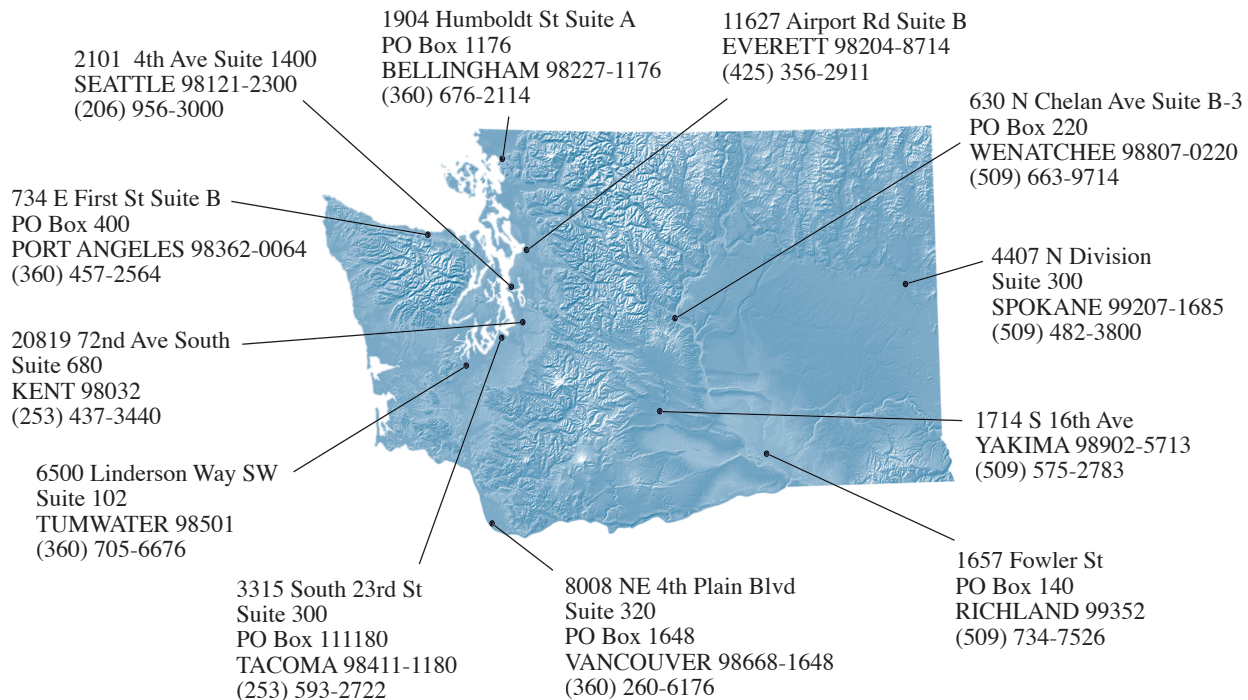 1904 Humboldt St Suite A
PO Box 1176
BELLINGHAM 98227-1176
(360) 676-2114
11627 Airport Rd Suite B
EVERETT 98204-8714
(425) 356-2911
2101 4th Ave Suite 1400
SEATTLE 98121-2300
(206) 956-3000
630 N Chelan Ave Suite B-3
PO Box 220
WENATCHEE 98807-0220
(509) 663-9714
734 E First St Suite B
PO Box 400
PORT ANGELES 98362-0064
(360) 457-2564
4407 N Division
Suite 300
SPOKANE 99207-1685
(509) 482-3800
20819 72nd Ave South
Suite 680
KENT 98032
(253) 437-3440
1714 S 16th Ave
YAKIMA 98902-5713
(509) 575-2783
6500 Linderson Way SW
Suite 102
TUMWATER 98501
(360) 705-6676
3315 South 23rd St
Suite 300
PO Box 111180
TACOMA 98411-1180
(253) 593-2722
8008 NE 4th Plain Blvd
Suite 320
PO Box 1648
VANCOUVER 98668-1648
(360) 260-6176
1657 Fowler St
PO Box 140
RICHLAND 99352
(509) 734-7526